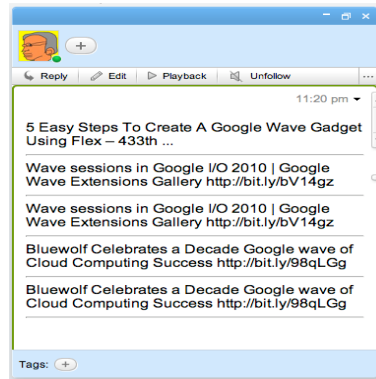 Reply Edit Playback Unfollow ...
11:20 pm
5 Easy Steps To Create A Google Wave Gadget
Using Flex – 433th ...
Wave sessions in Google I/O 2010 | Google
Wave Extensions Gallery http://bit.ly/bV14gz
Wave sessions in Google I/O 2010 | Google
Wave Extensions Gallery http://bit.ly/bV14gz
Bluewolf Celebrates a Decade Google wave of
Cloud Computing Success http://bit.ly/98qLGg
Bluewolf Celebrates a Decade Google wave of
Cloud Computing Success http://bit.ly/98qLGg
Tags: